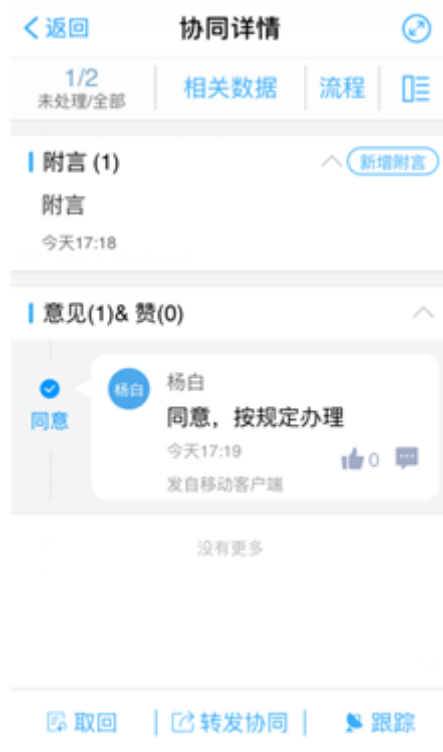 返回
协同详情
1/2
未处理/全部
相关数据
流程
附言 (1)
新增附言
附言
今天17:18
意见(1)& 赞(0)
同意
杨白
杨白
同意，按规定办理
今天17:19
0
发自移动客户端
没有更多
取回
转发协同
跟踪